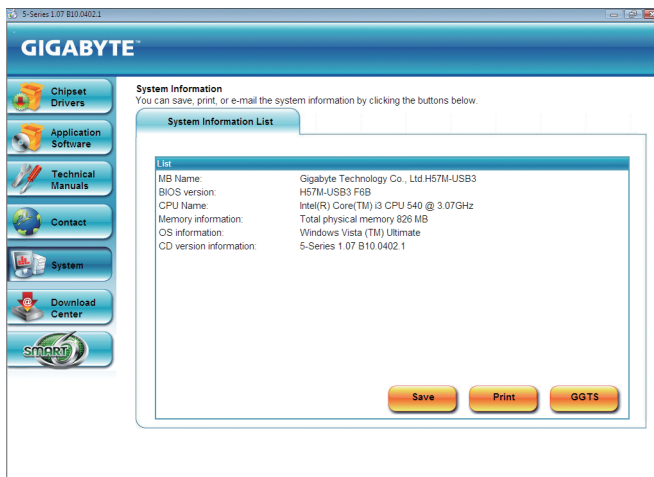 5-Series 1.07 B10.0402.1
GIGABYTE™
Chipset
Drivers
Application
Software
Technical
Manuals
Contact
System
Download
Center
SMART6
System Information
You can save, print, or e-mail the system information by clicking the buttons below.
System Information List
List
MB Name: Gigabyte Technology Co., Ltd.H57M-USB3
BIOS version: H57M-USB3 F6B
CPU Name: Intel(R) Core(TM) i3 CPU 540 @ 3.07GHz
Memory information: Total physical memory 826 MB
OS information: Windows Vista (TM) Ultimate
CD version information: 5-Series 1.07 B10.0402.1
Save Print GGTS